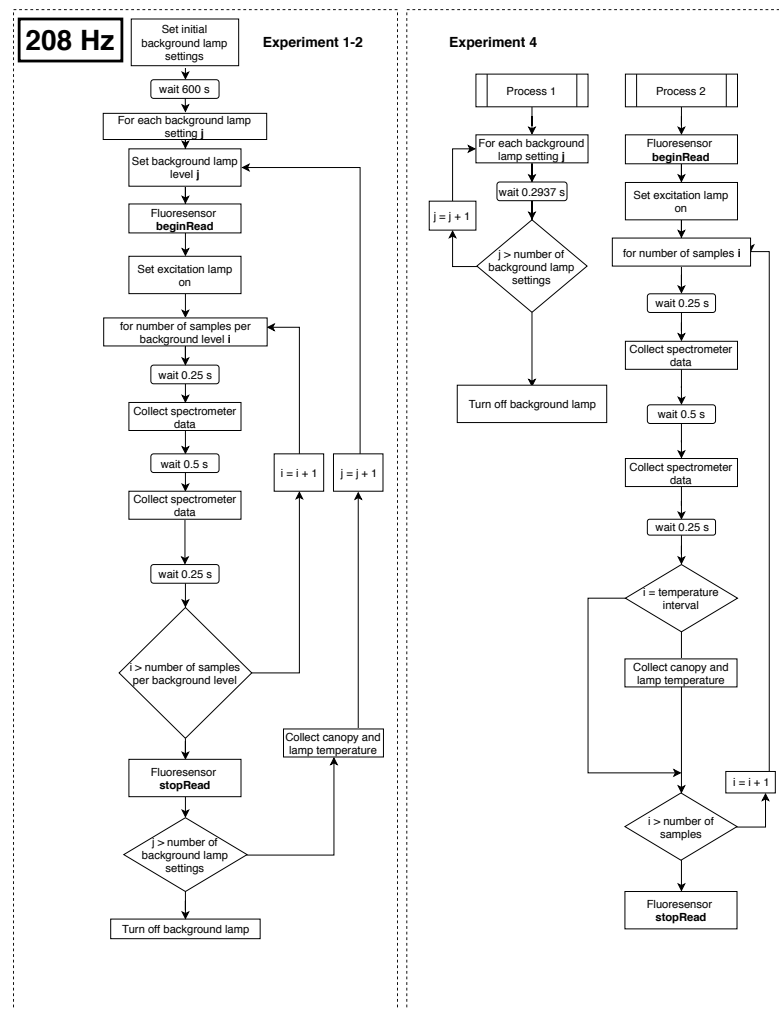 208 Hz
Experiment 1-2
Set initial
background lamp
settings
wait 600 s
For each background lamp
setting j
Set background lamp
level j
Fluoresensor
beginRead
Set excitation lamp
on
for number of samples per
background level i
wait 0.25 s
Collect spectrometer
data
wait 0.5 s
Collect spectrometer
data
wait 0.25 s
i > number of samples
per background level
i = i + 1
j = j + 1
Collect canopy and
lamp temperature
Fluoresensor
stopRead
j > number of
background lamp
settings
Turn off background lamp
Experiment 4
Process 1
For each background
lamp setting j
wait 0.2937 s
j = j + 1
j > number of
background lamp
settings
Turn off background lamp
Process 2
Fluoresensor
beginRead
Set excitation lamp
on
for number of samples i
wait 0.25 s
Collect spectrometer
data
wait 0.5 s
Collect spectrometer
data
wait 0.25 s
i = temperature
interval
Collect canopy and
lamp temperature
i = i + 1
i > number of
samples
Fluoresensor
stopRead